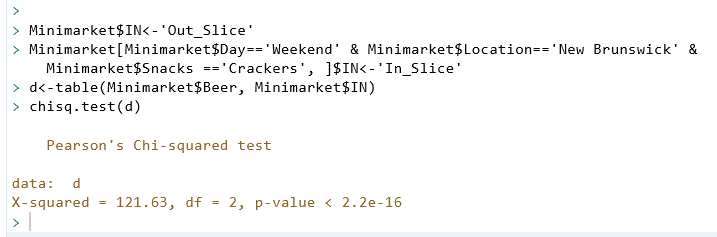 >
> Minimarket$IN<-'Out_Slice'
> Minimarket[Minimarket$Day=='Weekend' & Minimarket$Location=='New Brunswick' &
Minimarket$Snacks =='Crackers', ]$IN<-'In_Slice'
> d<-table(Minimarket$Beer, Minimarket$IN)
> chisq.test(d)
Pearson's Chi-squared test
data:  d
X-squared = 121.63, df = 2, p-value < 2.2e-16
>